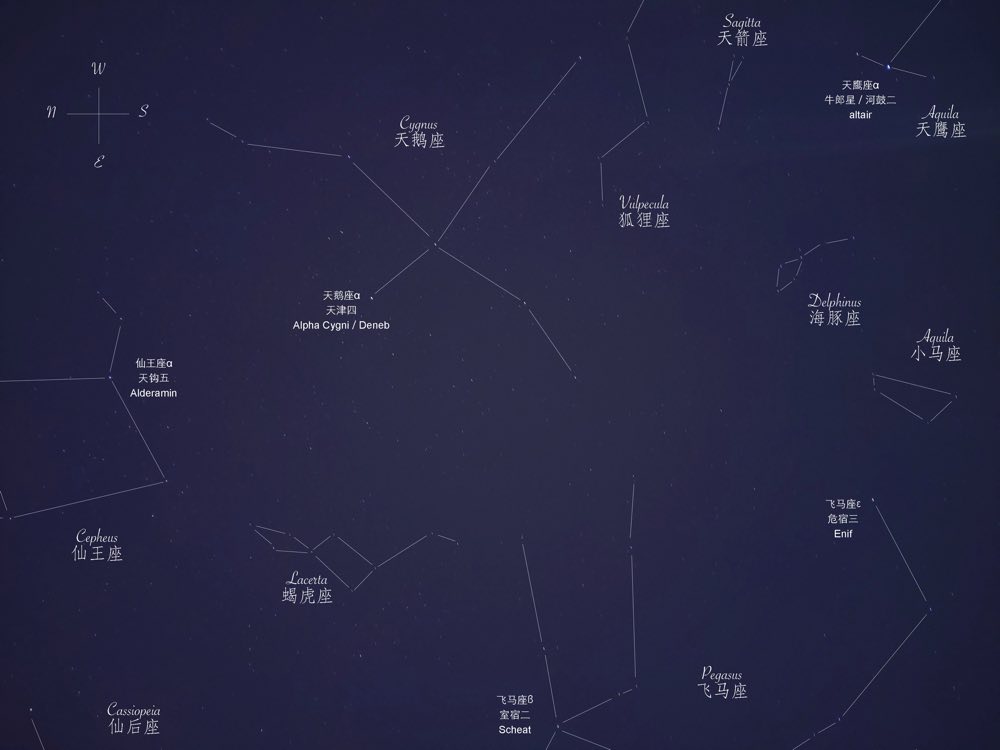 Sagitta
天箭座
W
N
S
E
天鹰座α
牛郎星 / 河鼓二
altair
Aquila
天鹰座
Cygnus
天鹅座
Vulpecula
狐狸座
天鹅座α
天津四
Alpha Cygni / Deneb
Delphinus
海豚座
Aquila
小马座
仙王座α
天钩五
Alderamin
飞马座ε
危宿三
Enif
Cepheus
仙王座
Lacerta
蝎虎座
Pegasus
飞马座
飞马座β
室宿二
Scheat
Cassiopeia
仙后座